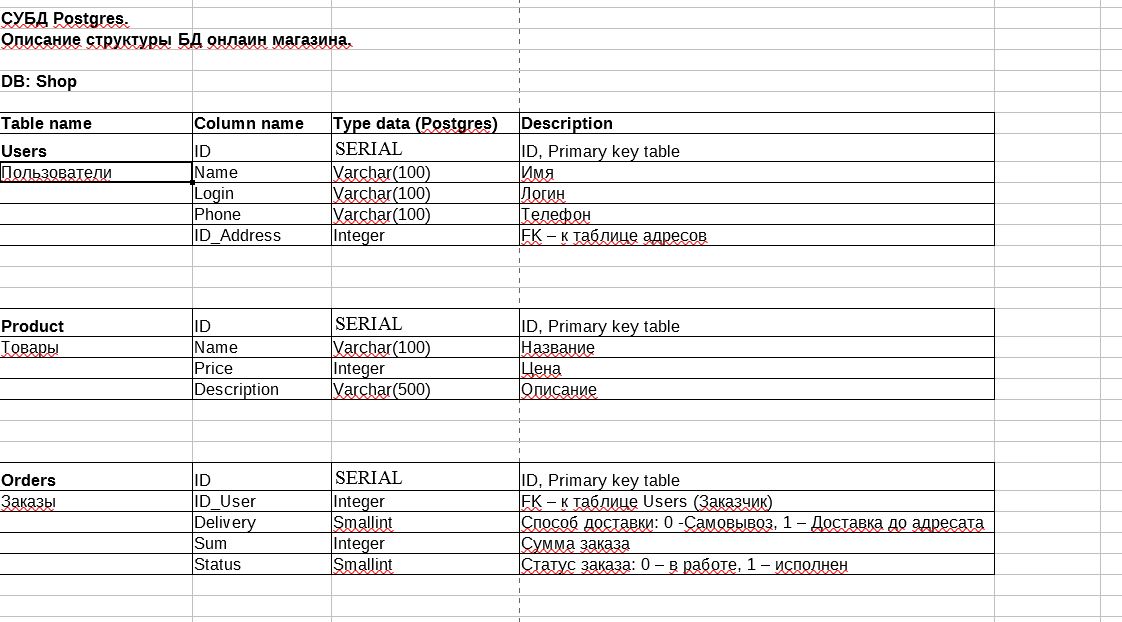 СУБД Postgres.
Описание структуры БД онлаин магазина.
DB: Shop
Table name Column name Type data (Postgres) Description
Users ID SERIAL ID, Primary key table
Пользователи Name Varchar(100) Имя
Login Varchar(100) Логин
Phone Varchar(100) Телефон
ID_Address Integer FK – к таблице адресов
Product ID SERIAL ID, Primary key table
Товары Name Varchar(100) Название
Price Integer Цена
Description Varchar(500) Описание
Orders ID SERIAL ID, Primary key table
Заказы ID_User Integer FK – к таблице Users (Заказчик)
Delivery Smallint Способ доставки: 0 -Самовывоз, 1 – Доставка до адресата
Sum Integer Сумма заказа
Status Smallint Статус заказа: 0 – в работе, 1 – исполнен